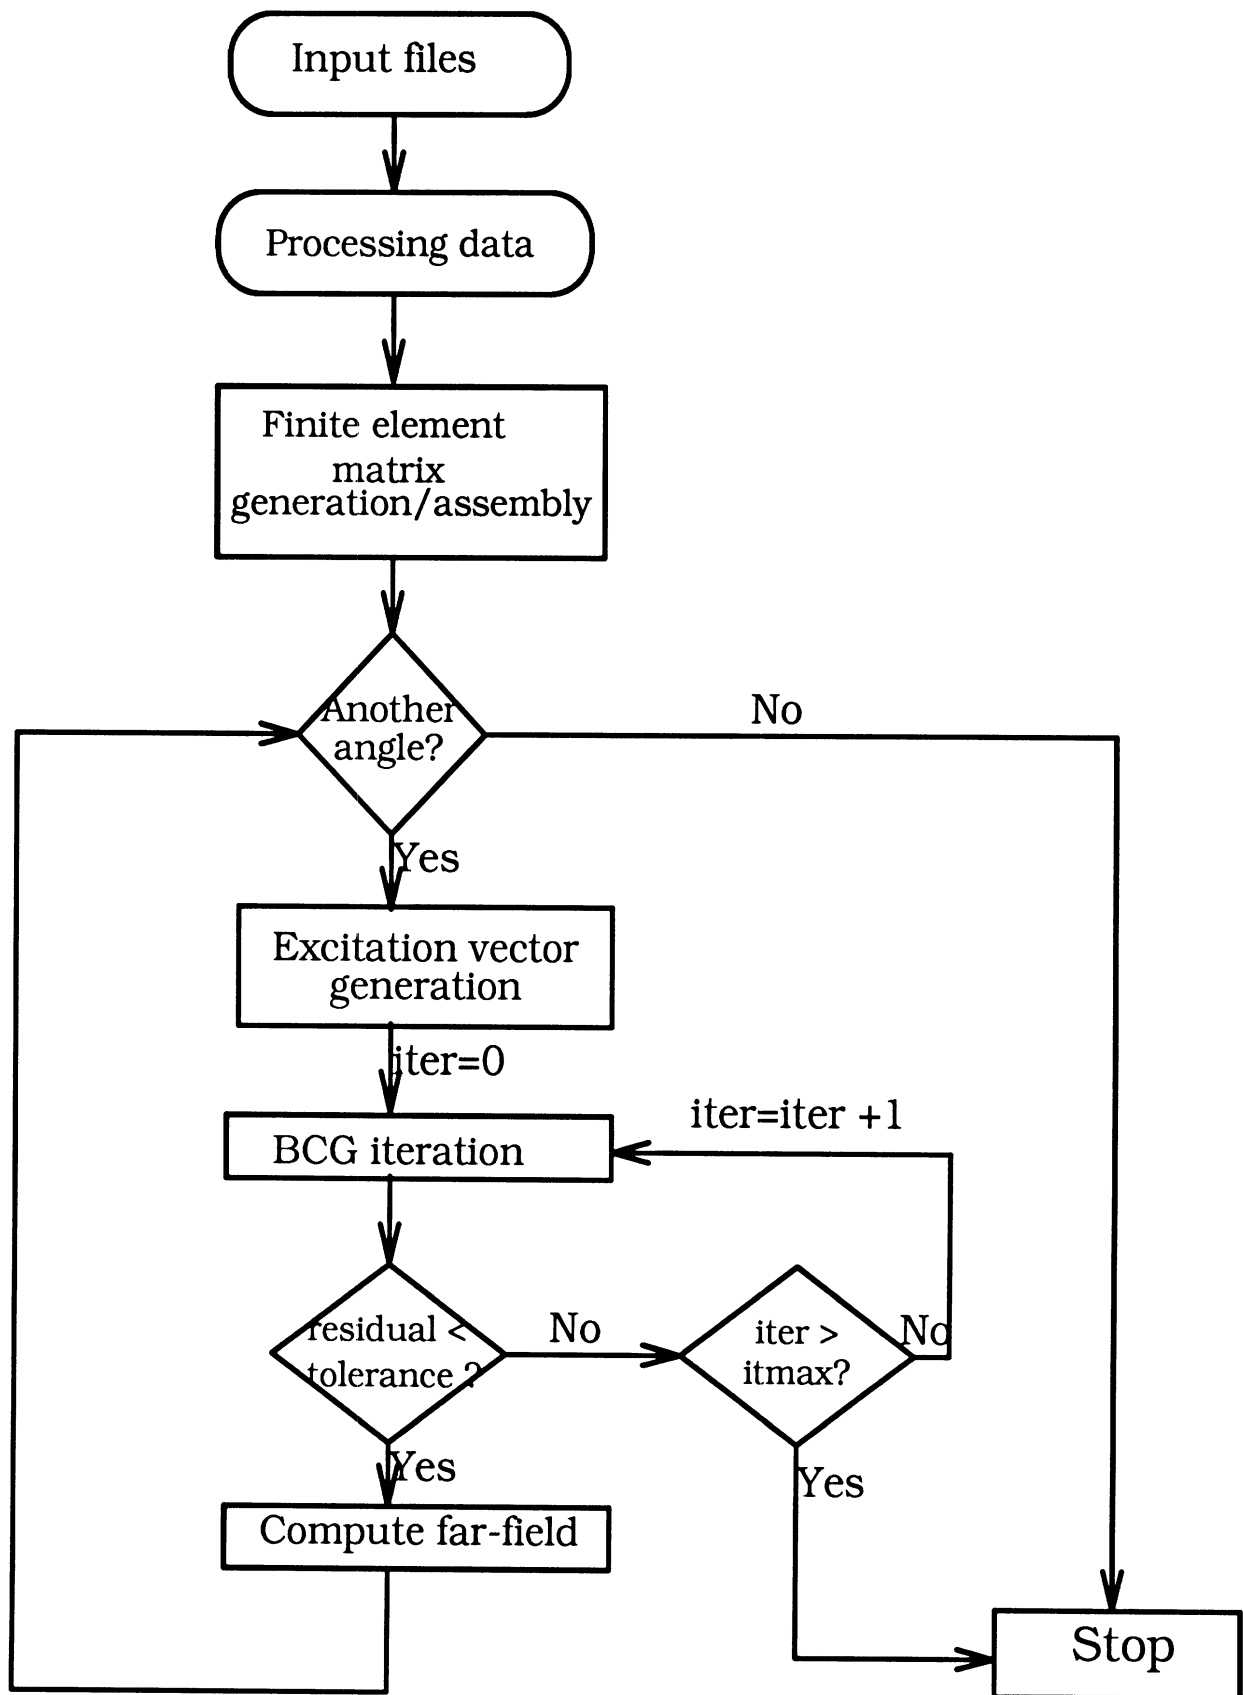 Input files
Processing data
Finite element
matrix
generation/assembly
Another
angle?
No
Yes
Excitation vector
generation
iter=0
iter=iter +1
BCG iteration
residual <
tolerance ?
No
iter >
itmax?
No
Yes
Yes
Compute far-field
Stop